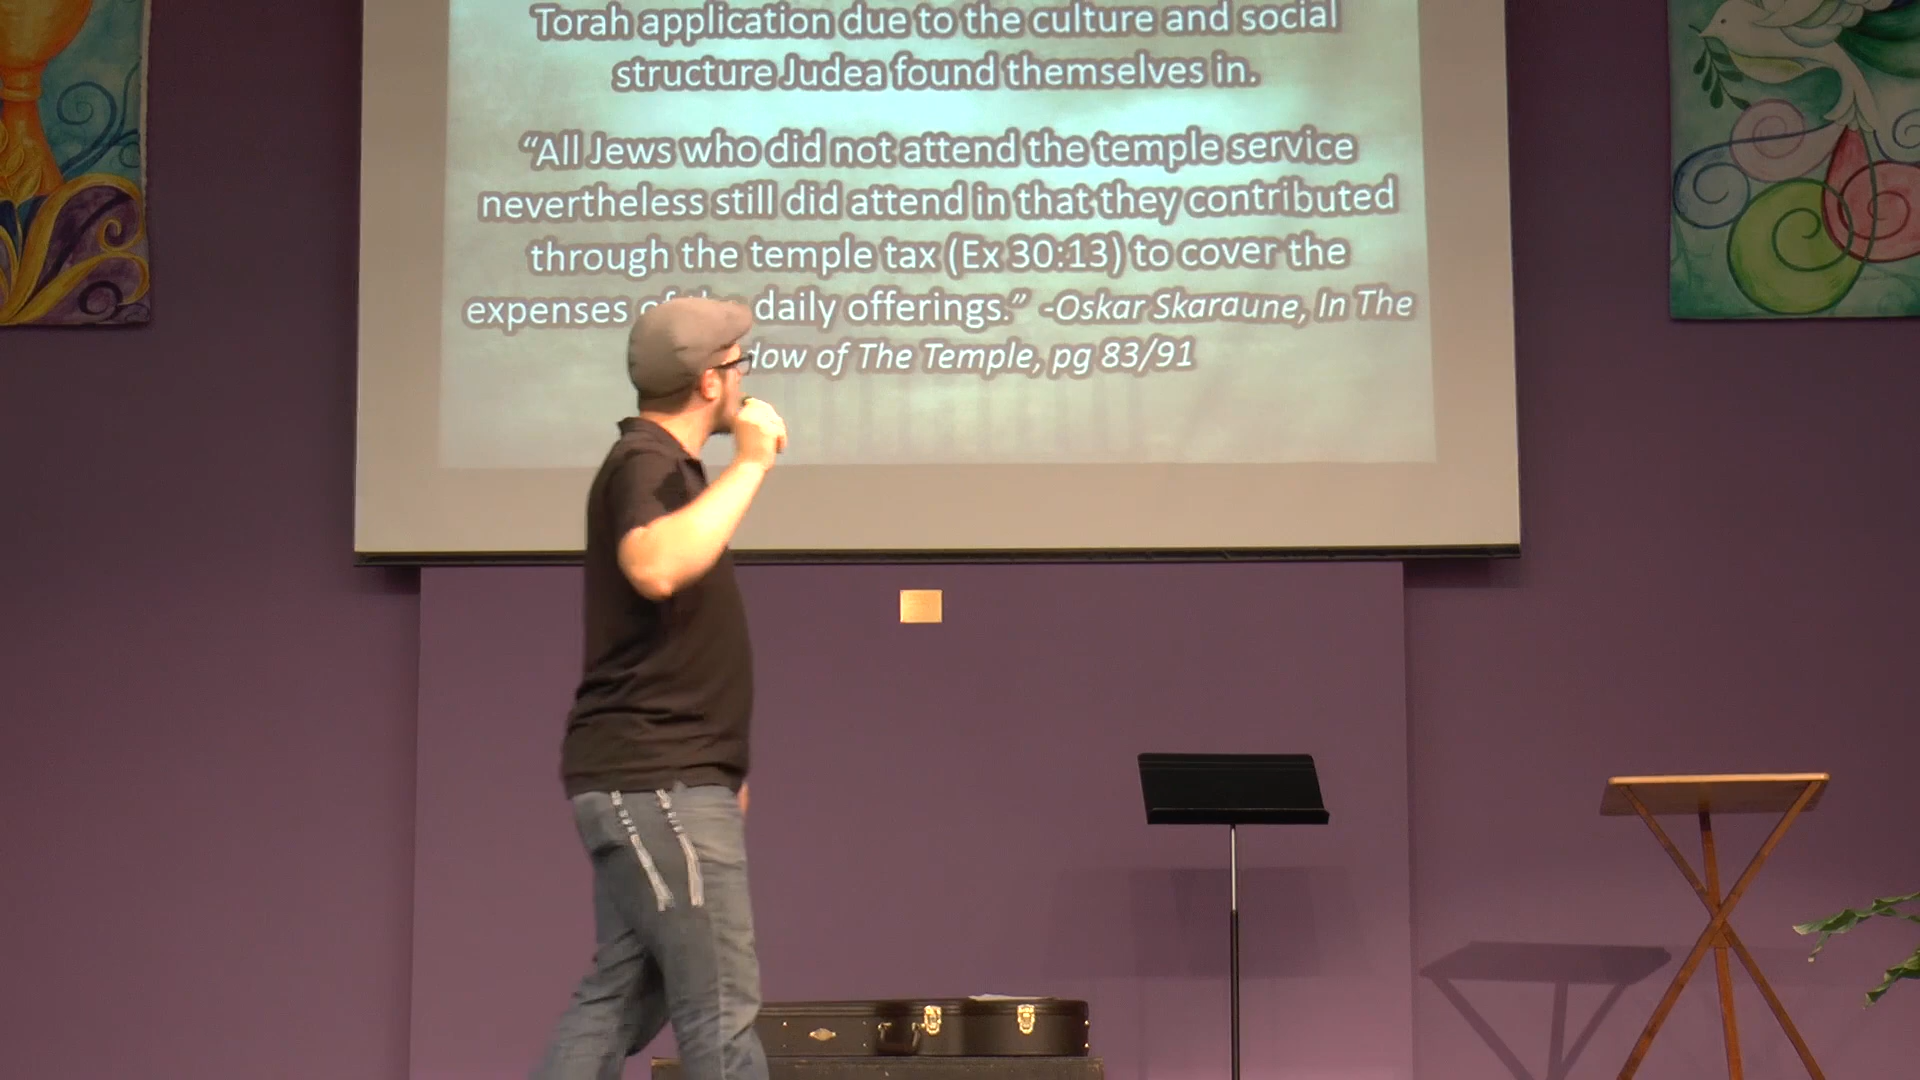 Torah application due to the culture and social
structure Judea found themselves in.
“All Jews who did not attend the temple service
nevertheless still did attend in that they contributed
through the temple tax (Ex 30:13) to cover the
expenses daily offerings.” -Oskar Skaraune, In The
of The Temple, pg 83/91